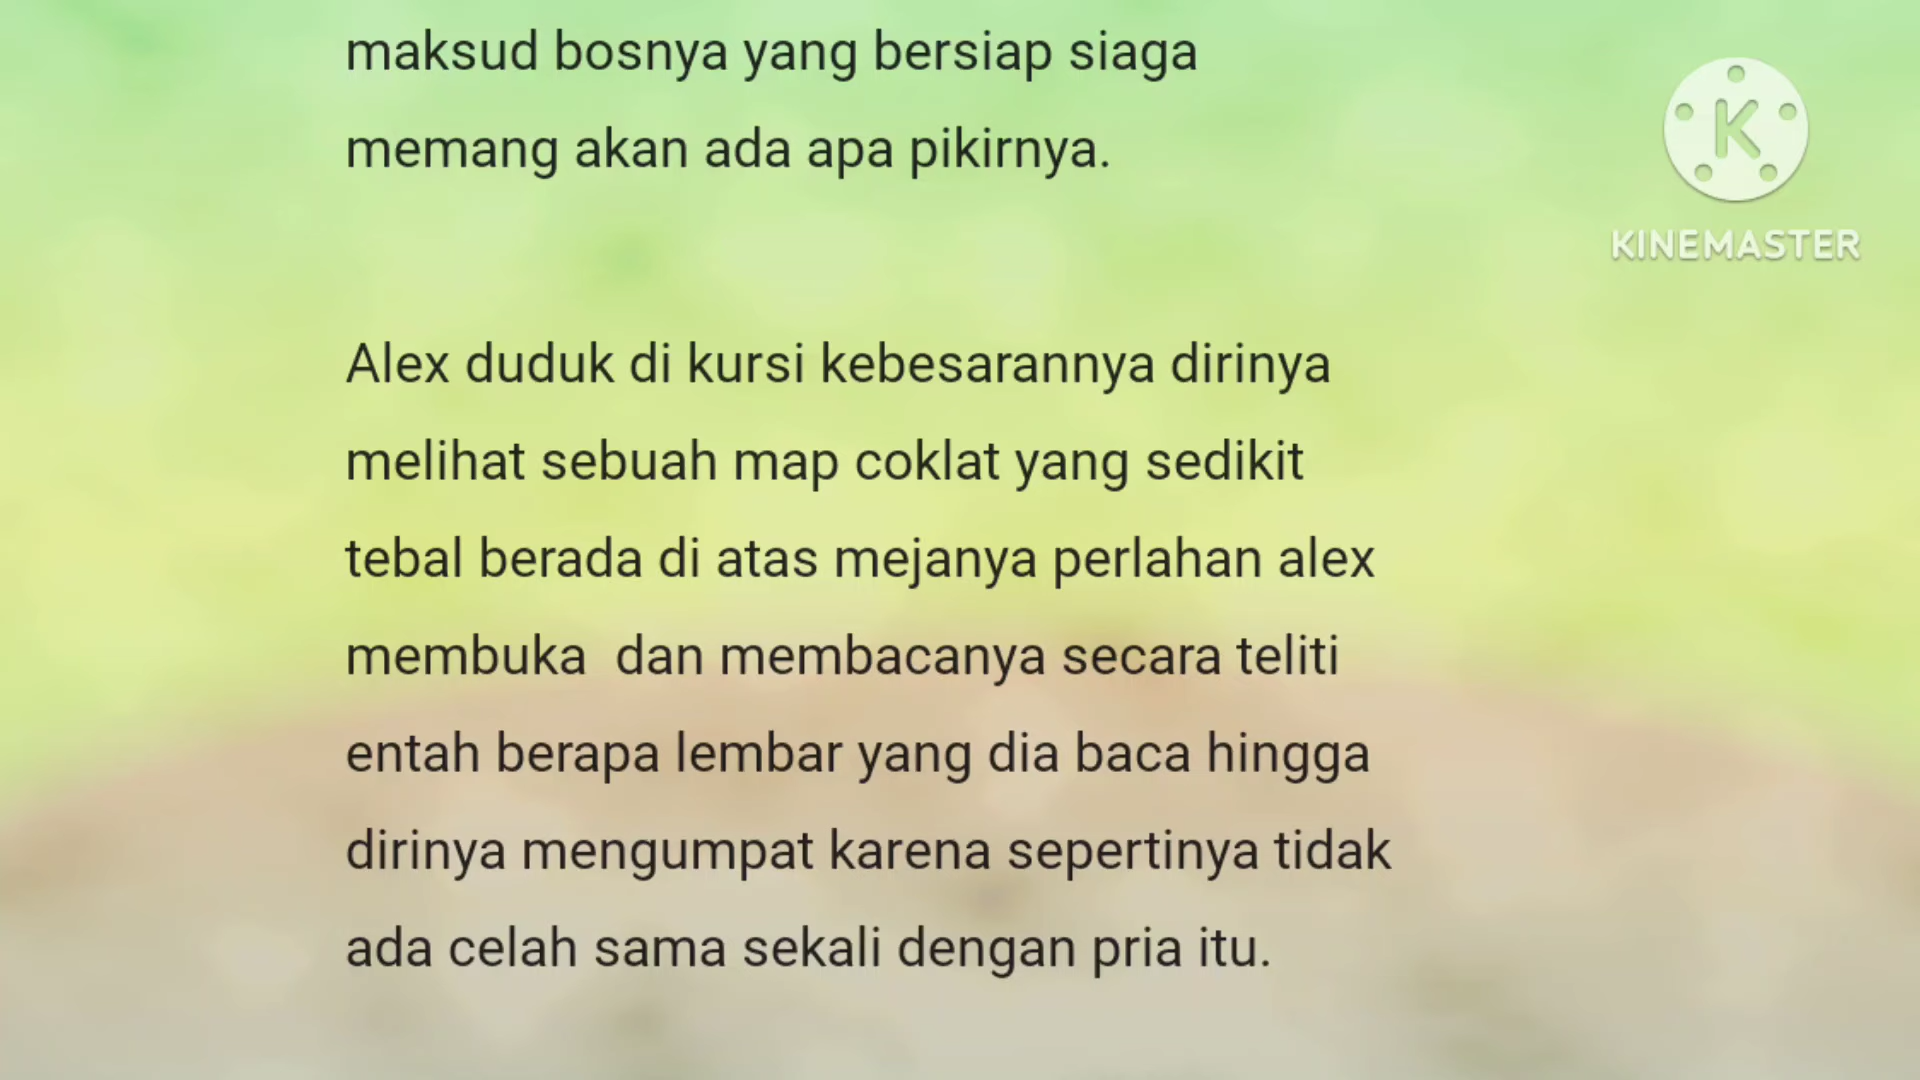 maksud bosnya yang bersiap siaga
memang akan ada apa pikirnya.
K
KINEMASTER
Alex duduk di kursi kebesarannya dirinya
melihat sebuah map coklat yang sedikit
tebal berada di atas mejanya perlahan alex
membuka  dan membacanya secara teliti
entah berapa lembar yang dia baca hingga
dirinya mengumpat karena sepertinya tidak
ada celah sama sekali dengan pria itu.